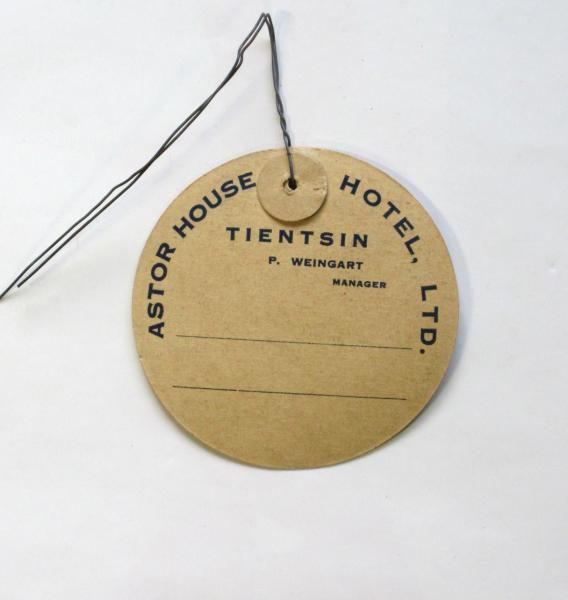 ASTOR HOUSE HOTEL, LTD.
TIENTSIN
P. WEINGART
MANAGER